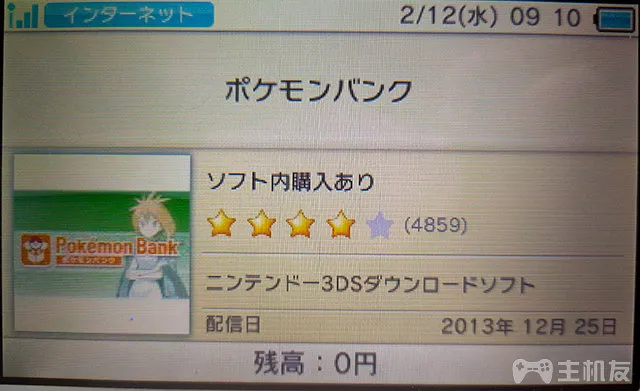 インターネット 2/12(水) 09 10
ポケモンバンク
ソフト内購入あり
(4859)
Pokémon Bank
ポケモンバンク
ニンテンドー3DSダウンロードソフト
配信日 2013年 12月 25日
残高：0円
主机友